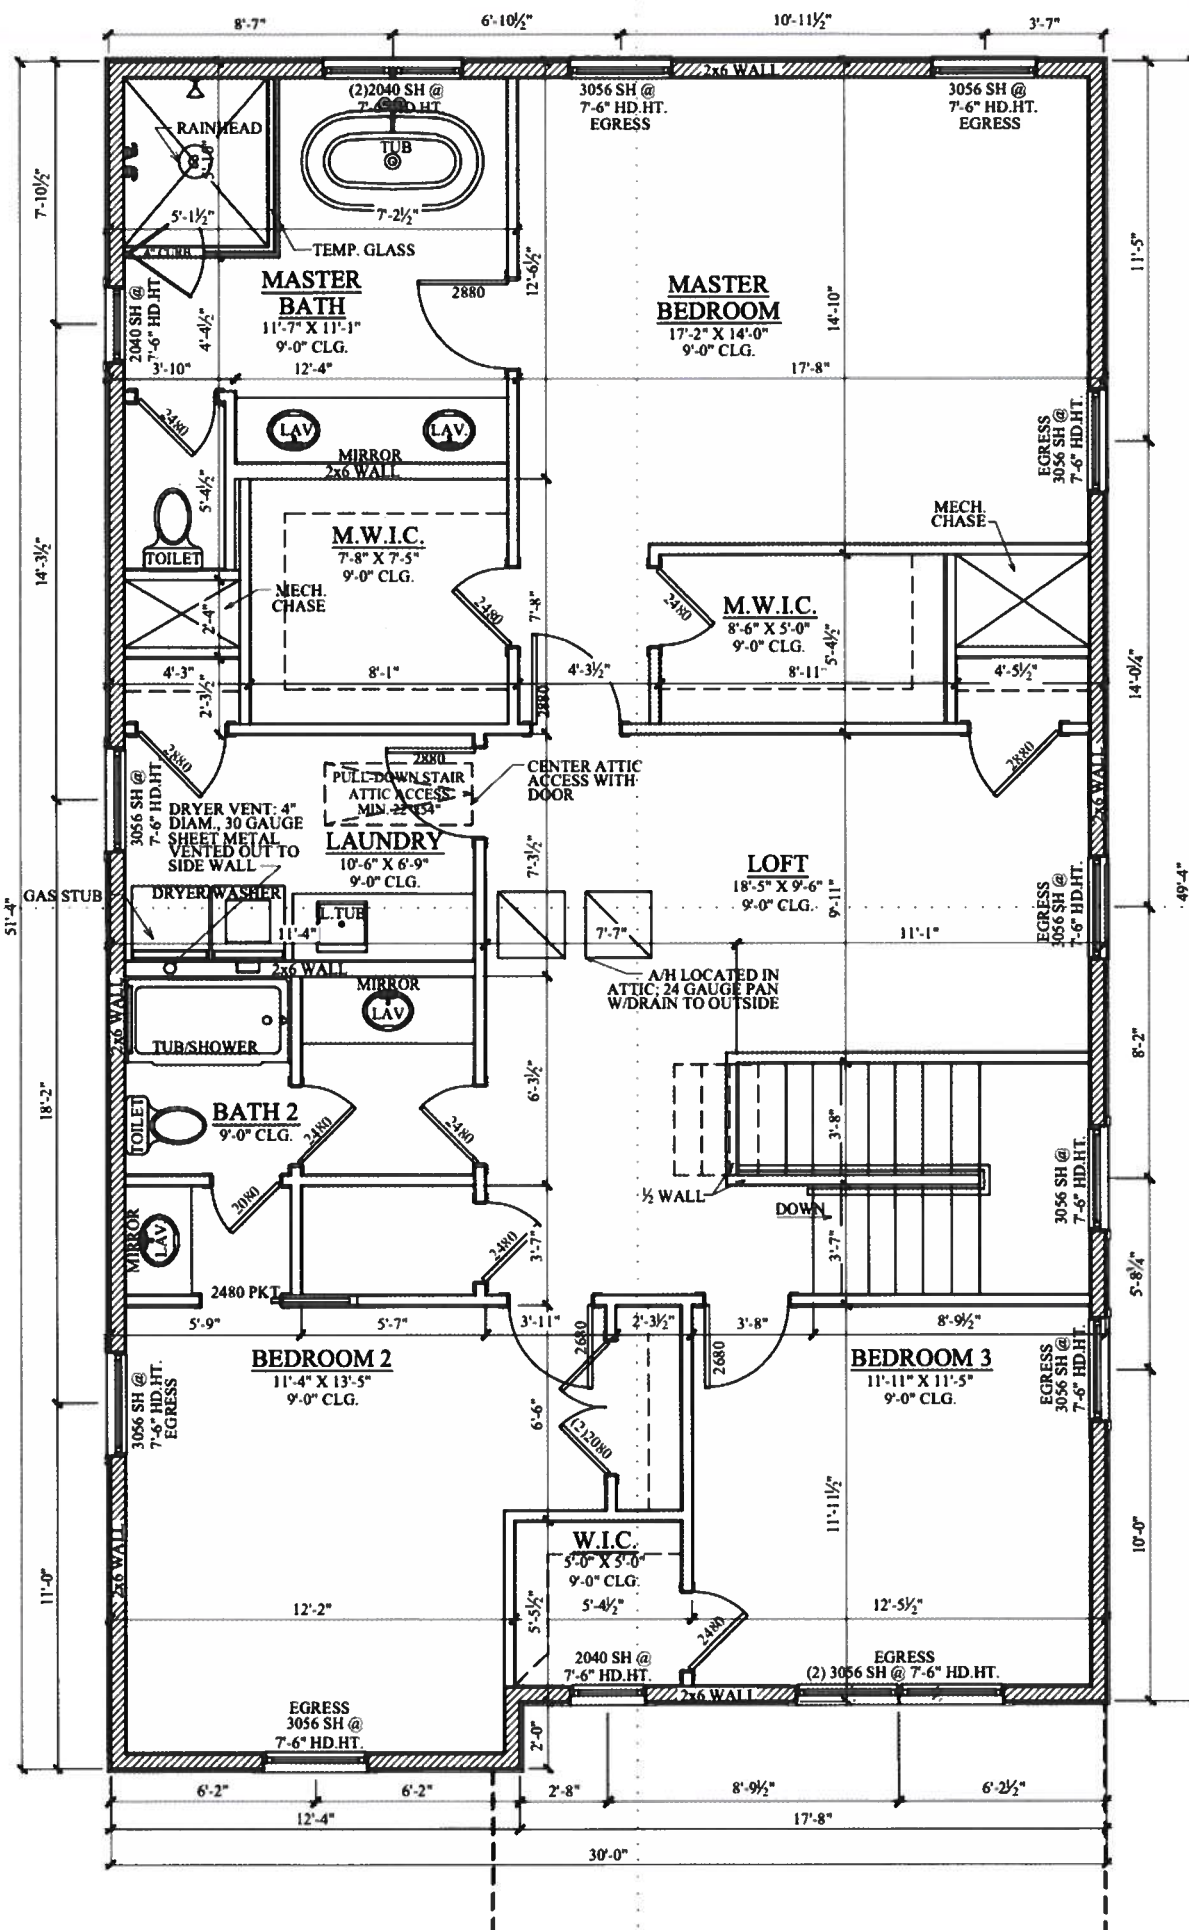 8'-7"
6'-10½"
10'-11½"
3'-7"
2x6 WALL
(2)2040 SH @
7'-6" HD.HT.
3056 SH @
7'-6" HD.HT.
EGRESS
3056 SH @
7'-6" HD.HT.
EGRESS
RAINHEAD
TUB
5'-1½"
7'-2½"
4" CURB
TEMP. GLASS
7'-10½"
11'-5"
MASTER
BATH
11'-7" X 11'-1"
9'-0" CLG.
2880
12'-6½"
MASTER
BEDROOM
17'-2" X 14'-0"
9'-0" CLG.
14'-10"
2040 SH @
7'-6" HD.HT.
4'-4½"
3'-10"
12'-4"
17'-8"
2480
LAV.
LAV.
MIRROR
2x6 WALL
EGRESS
3056 SH @
7'-6" HD.HT.
5'-4½"
TOILET
M.W.I.C.
7'-8" X 7'-5"
9'-0" CLG.
MECH.
CHASE
MECH.
CHASE
14'-3½"
2'-4"
2480
7'-8"
2480
M.W.I.C.
8'-6" X 5'-0"
9'-0" CLG.
5'-4½"
4'-3"
8'-1"
4'-3½"
8'-11"
4'-5½"
2'-3½"
2880
14'-0¼"
2880
2880
2880
3056 SH @
7'-6" HD.HT.
PULL-DOWN STAIR
ATTIC ACCESS
MIN. 22"x54"
CENTER ATTIC
ACCESS WITH
DOOR
2x6 WALL
DRYER VENT: 4"
DIAM., 30 GAUGE
SHEET METAL
VENTED OUT TO
SIDE WALL
LAUNDRY
10'-6" X 6'-9"
9'-0" CLG.
7'-3½"
LOFT
18'-5" X 9'-6"
9'-0" CLG.
9'-11"
51'-4"
49'-4"
GAS STUB
DRYER
WASHER
L.TUB
EGRESS
3056 SH @
7'-6" HD.HT.
11'-4"
7'-7"
11'-1"
2x6 WALL
2x6 WALL
MIRROR
LAV.
A/H LOCATED IN
ATTIC; 24 GAUGE PAN
W/DRAIN TO OUTSIDE
TUB/SHOWER
8'-2"
18'-2"
6'-3½"
TOILET
BATH 2
9'-0" CLG.
2480
2480
3'-8"
½ WALL
DOWN
3056 SH @
7'-6" HD.HT.
2080
MIRROR
LAV.
2480
3'-7"
3'-7"
2480 PKT.
5'-8¾"
5'-9"
5'-7"
3'-11"
2680
2'-3½"
3'-8"
2680
8'-9½"
BEDROOM 2
11'-4" X 13'-5"
9'-0" CLG.
BEDROOM 3
11'-11" X 11'-5"
9'-0" CLG.
EGRESS
3056 SH @
7'-6" HD.HT.
3056 SH @
7'-6" HD.HT.
EGRESS
6'-6"
(2)2080
11'-11½"
10'-0"
2x6 WALL
11'-0"
W.I.C.
5'-0" X 5'-0"
9'-0" CLG.
5'-5½"
12'-2"
5'-4½"
12'-5½"
2480
2040 SH @
7'-6" HD.HT.
EGRESS
(2) 3056 SH @ 7'-6" HD.HT.
2x6 WALL
EGRESS
3056 SH @
7'-6" HD.HT.
2'-0"
6'-2"
6'-2"
2'-8"
8'-9½"
6'-2½"
12'-4"
17'-8"
30'-0"